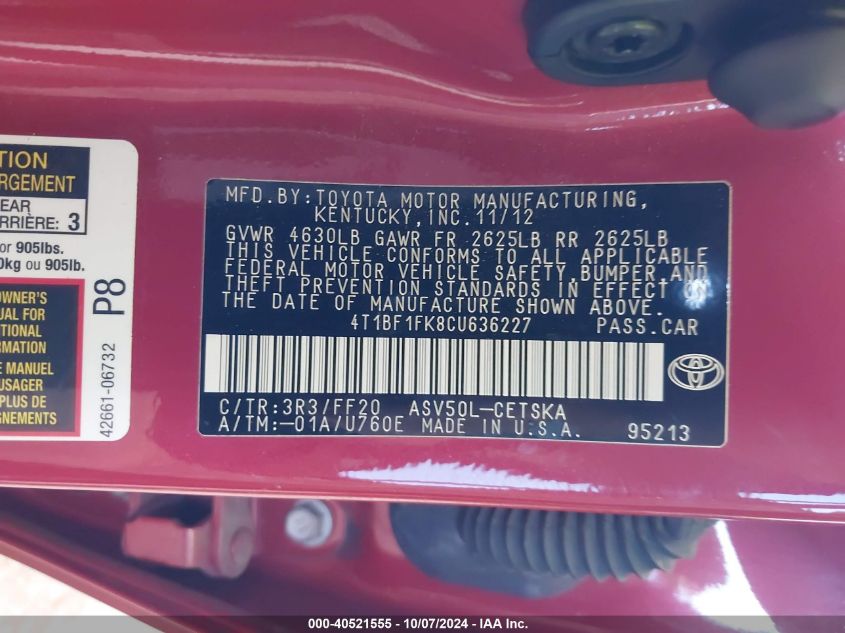 TION
RGEMENT
EAR
RRIÈRE: 3
or 905lbs.
0kg ou 905lb.
OWNER'S
UAL FOR
TIONAL
RMATION
E MANUEL
USAGER
PLUS DE
GNEMENTS
P8
42661-06732
MFD.BY:TOYOTA MOTOR MANUFACTURING,
KENTUCKY,INC.11/12
GVWR 4630LB GAWR FR 2625LB RR 2625LB
THIS VEHICLE CONFORMS TO ALL APPLICABLE
FEDERAL MOTOR VEHICLE SAFETY,BUMPER,AND
THEFT PREVENTION STANDARDS IN EFFECT ON
THE DATE OF MANUFACTURE SHOWN ABOVE.
4T1BF1FK8CU636227 PASS.CAR
C/TR:3R3/FF20 ASV50L-CETSKA
A/TM:-01A/U760E MADE IN U.S.A. 95213
TOYOTA
000-40521555 - 10/07/2024 - IAA Inc.